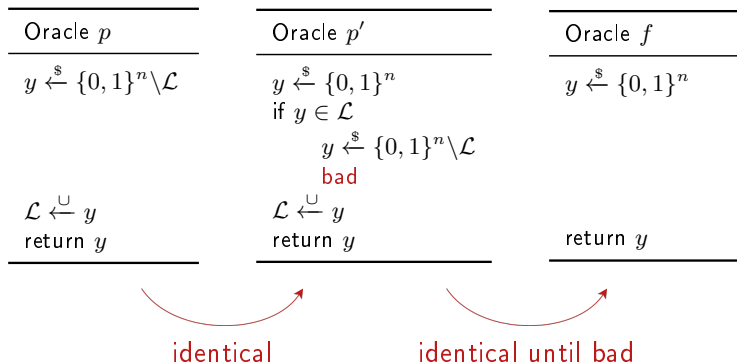 Oracle p
y ←$ {0, 1}^n\ℒ
ℒ ←∪ y
return y
Oracle p′
y ←$ {0, 1}^n
if y ∈ ℒ
y ←$ {0, 1}^n\ℒ
bad
ℒ ←∪ y
return y
Oracle f
y ←$ {0, 1}^n
return y
identical
identical until bad